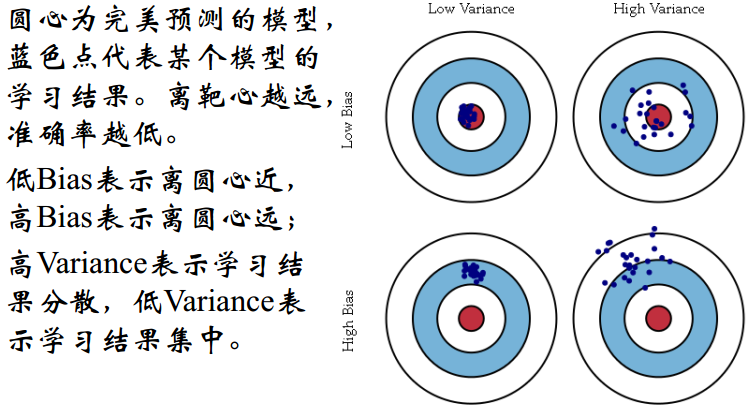 圆心为完美预测的模型，
蓝色点代表某个模型的
学习结果。离靶心越远，
准确率越低。
低Bias表示离圆心近，
高Bias表示离圆心远；
高Variance表示学习结
果分散，低Variance表
示学习结果集中。
Low Variance
High Variance
Low Bias
High Bias